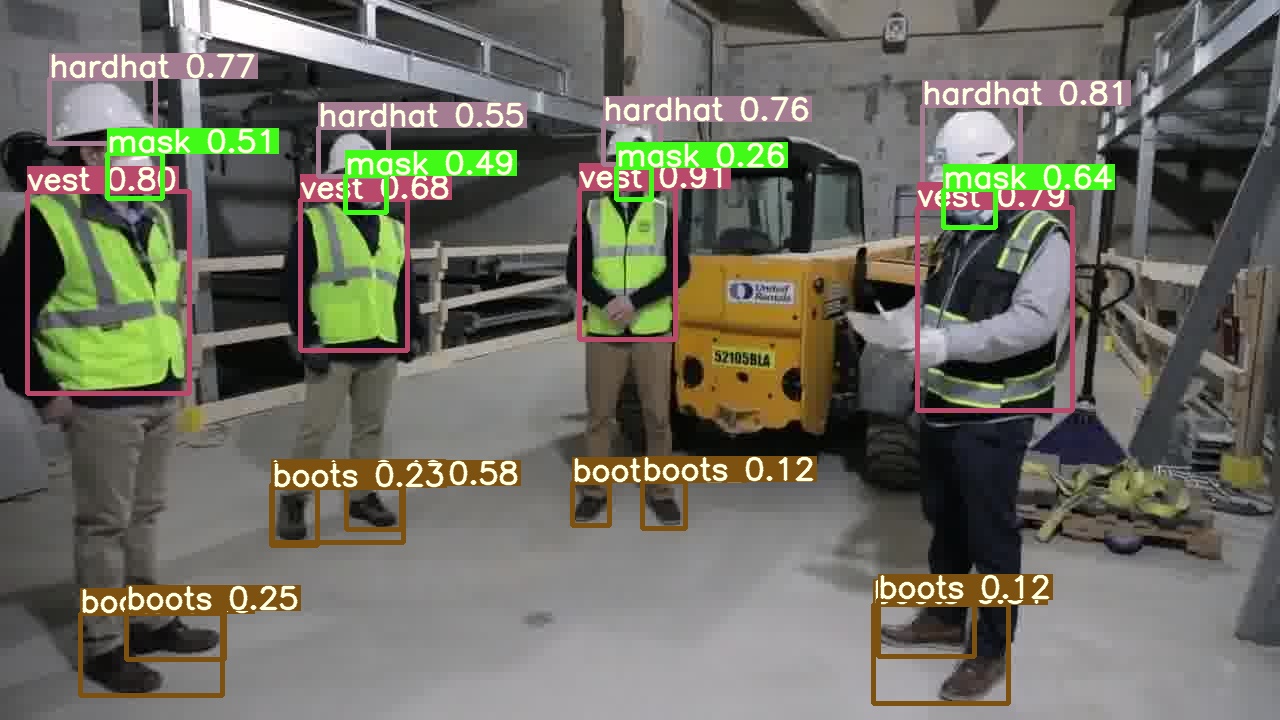 hardhat 0.77
hardhat 0.55
hardhat 0.76
hardhat 0.81
mask 0.51
mask 0.49
mask 0.26
mask 0.64
vest 0.80
vest 0.68
vest 0.91
vest 0.79
United
Rentals
52105BLA
boots 0.23
0.58
boot
boots 0.12
boo
boots 0.25
boots 0.12